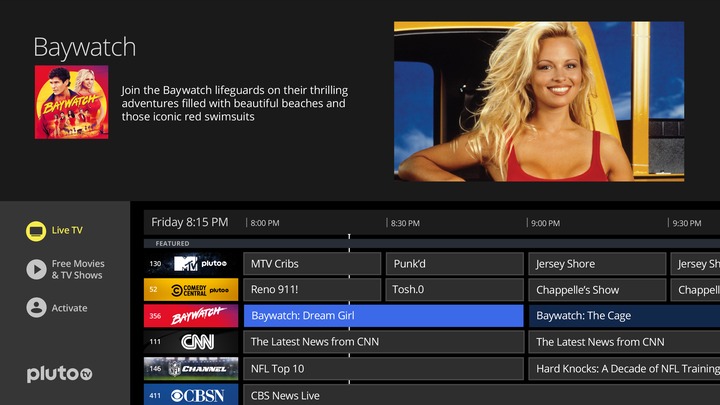 Baywatch
BAYWATCH
Join the Baywatch lifeguards on their thrilling
adventures filled with beautiful beaches and
those iconic red swimsuits
Live TV
Free Movies
& TV Shows
Activate
pluto tv
Friday 8:15 PM
8:00 PM
8:30 PM
9:00 PM
9:30 PM
FEATURED
130 MTV pluto tv
MTV Cribs
Punk'd
Jersey Shore
Jersey Sh
52 COMEDY CENTRAL pluto tv
Reno 911!
Tosh.0
Chappelle's Show
Chappell
356 BAYWATCH
Baywatch: Dream Girl
Baywatch: The Cage
111 CNN
The Latest News from CNN
The Latest News from CNN
146 NFL CHANNEL
NFL Top 10
Hard Knocks: A Decade of NFL Training
411 CBSN
CBS News Live